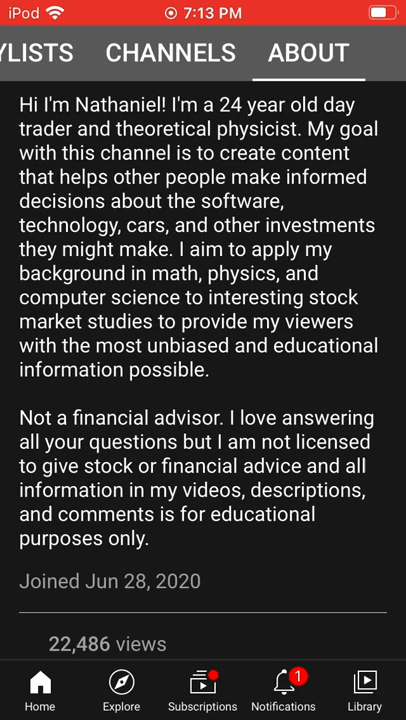 iPod 7:13 PM
YLISTS CHANNELS ABOUT
Hi I'm Nathaniel! I'm a 24 year old day
trader and theoretical physicist. My goal
with this channel is to create content
that helps other people make informed
decisions about the software,
technology, cars, and other investments
they might make. I aim to apply my
background in math, physics, and
computer science to interesting stock
market studies to provide my viewers
with the most unbiased and educational
information possible.
Not a financial advisor. I love answering
all your questions but I am not licensed
to give stock or financial advice and all
information in my videos, descriptions,
and comments is for educational
purposes only.
Joined Jun 28, 2020
22,486 views
1
Home Explore Subscriptions Notifications Library